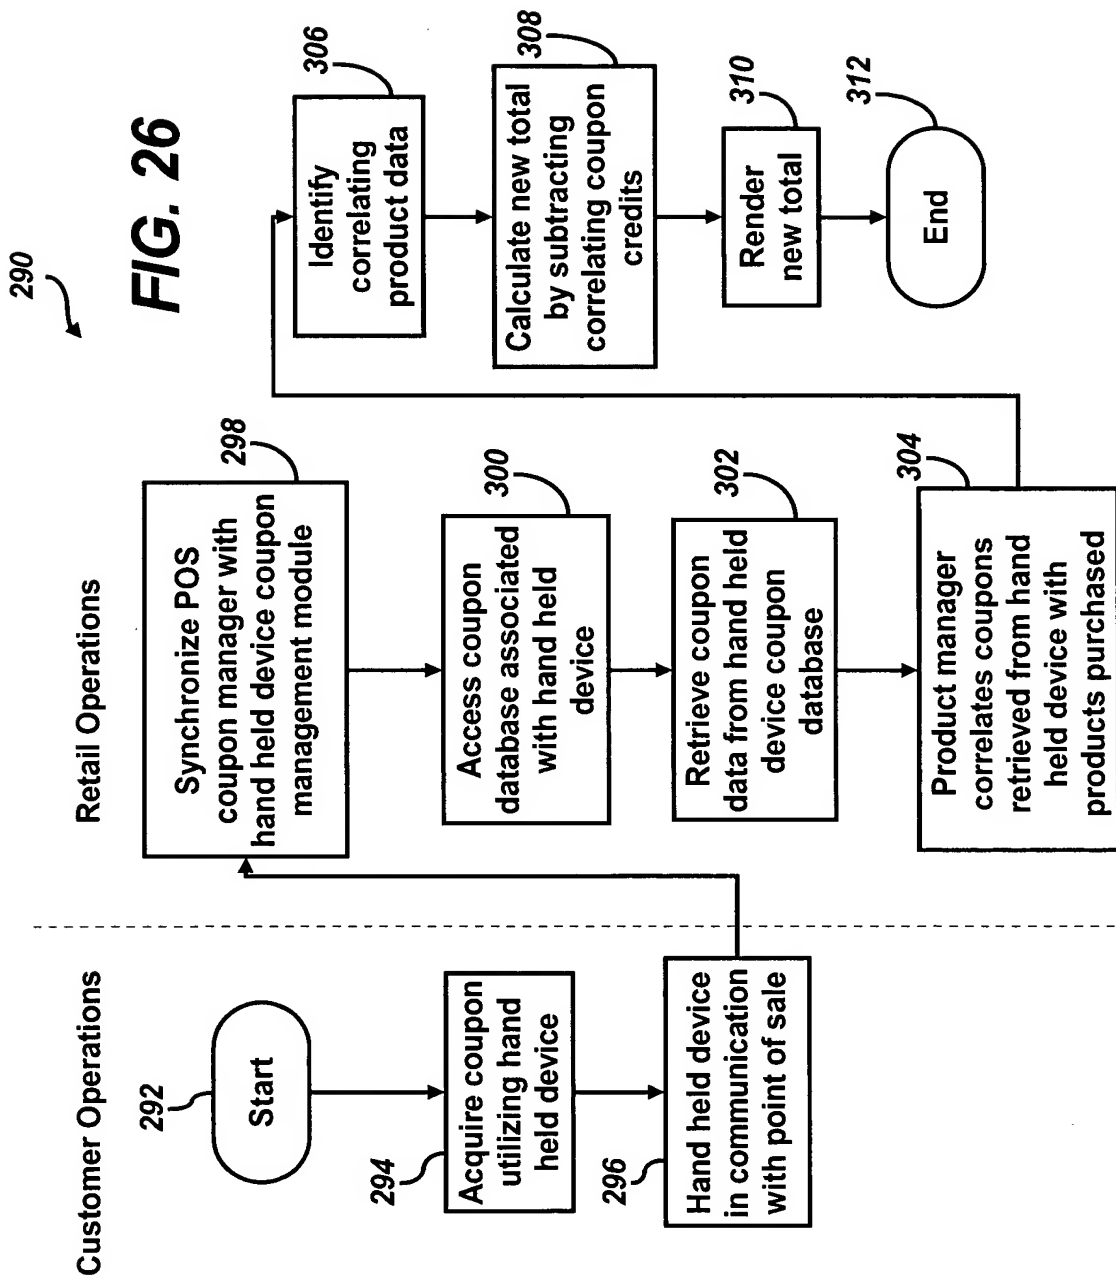 290
FIG. 26
Customer Operations
Retail Operations
292
Start
294
Acquire coupon
utilizing hand
held device
296
Hand held device
in communication
with point of sale
298
Synchronize POS
coupon manager with
hand held device coupon
management module
300
Access coupon
database associated
with hand held
device
302
Retrieve coupon
data from hand held
device coupon
database
304
Product manager
correlates coupons
retrieved from hand
held device with
products purchased
306
Identify
correlating
product data
308
Calculate new total
by subtracting
correlating coupon
credits
310
Render
new total
312
End